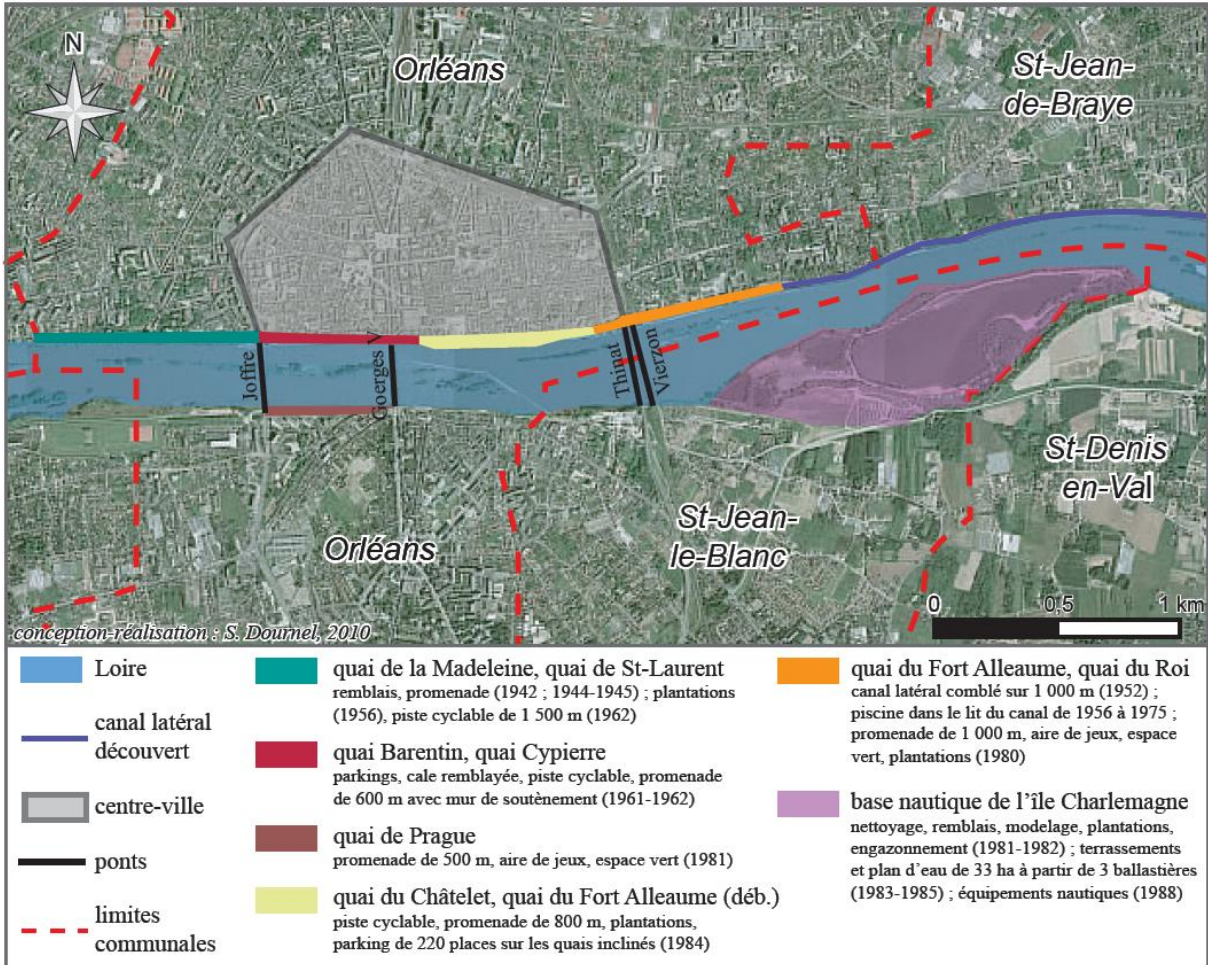 N
Orléans
St-Jean-
de-Braye
Joffre
Goerges V
Thinat
Vierzon
St-Denis
en-Val
St-Jean-
le-Blanc
Orléans
0 0,5 1 km
conception-réalisation : S. Dournel, 2010
Loire
canal latéral
découvert
centre-ville
ponts
limites
communales
quai de la Madeleine, quai de St-Laurent
remblais, promenade (1942 ; 1944-1945) ; plantations
(1956), piste cyclable de 1 500 m (1962)
quai Barentin, quai Cypierre
parkings, cale remblayée, piste cyclable, promenade
de 600 m avec mur de soutènement (1961-1962)
quai de Prague
promenade de 500 m, aire de jeux, espace vert (1981)
quai du Châtelet, quai du Fort Alleaume (déb.)
piste cyclable, promenade de 800 m, plantations,
parking de 220 places sur les quais inclinés (1984)
quai du Fort Alleaume, quai du Roi
canal latéral comblé sur 1 000 m (1952) ;
piscine dans le lit du canal de 1956 à 1975 ;
promenade de 1 000 m, aire de jeux, espace
vert, plantations (1980)
base nautique de l'île Charlemagne
nettoyage, remblais, modelage, plantations,
engazonnement (1981-1982) ; terrassements
et plan d'eau de 33 ha à partir de 3 ballastières
(1983-1985) ; équipements nautiques (1988)